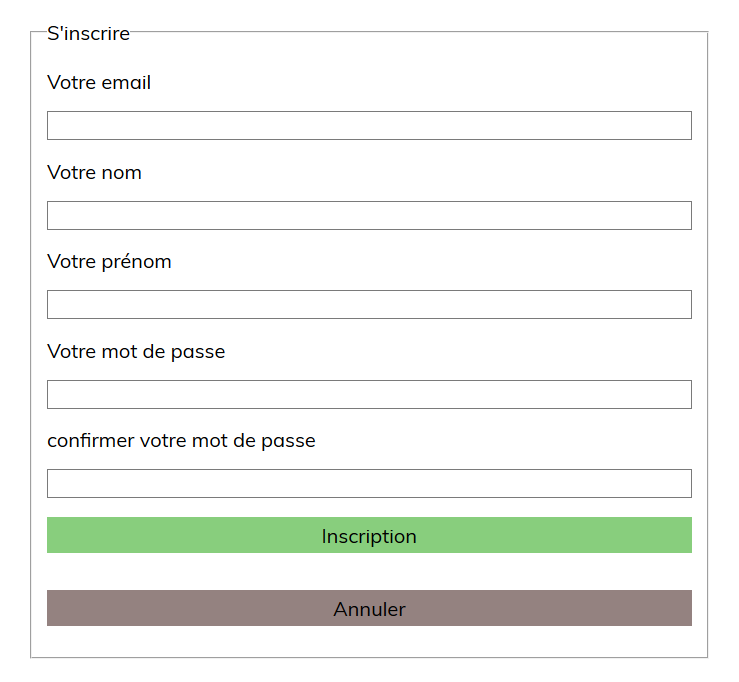 S'inscrire
Votre email
Votre nom
Votre prénom
Votre mot de passe
confirmer votre mot de passe
Inscription
Annuler